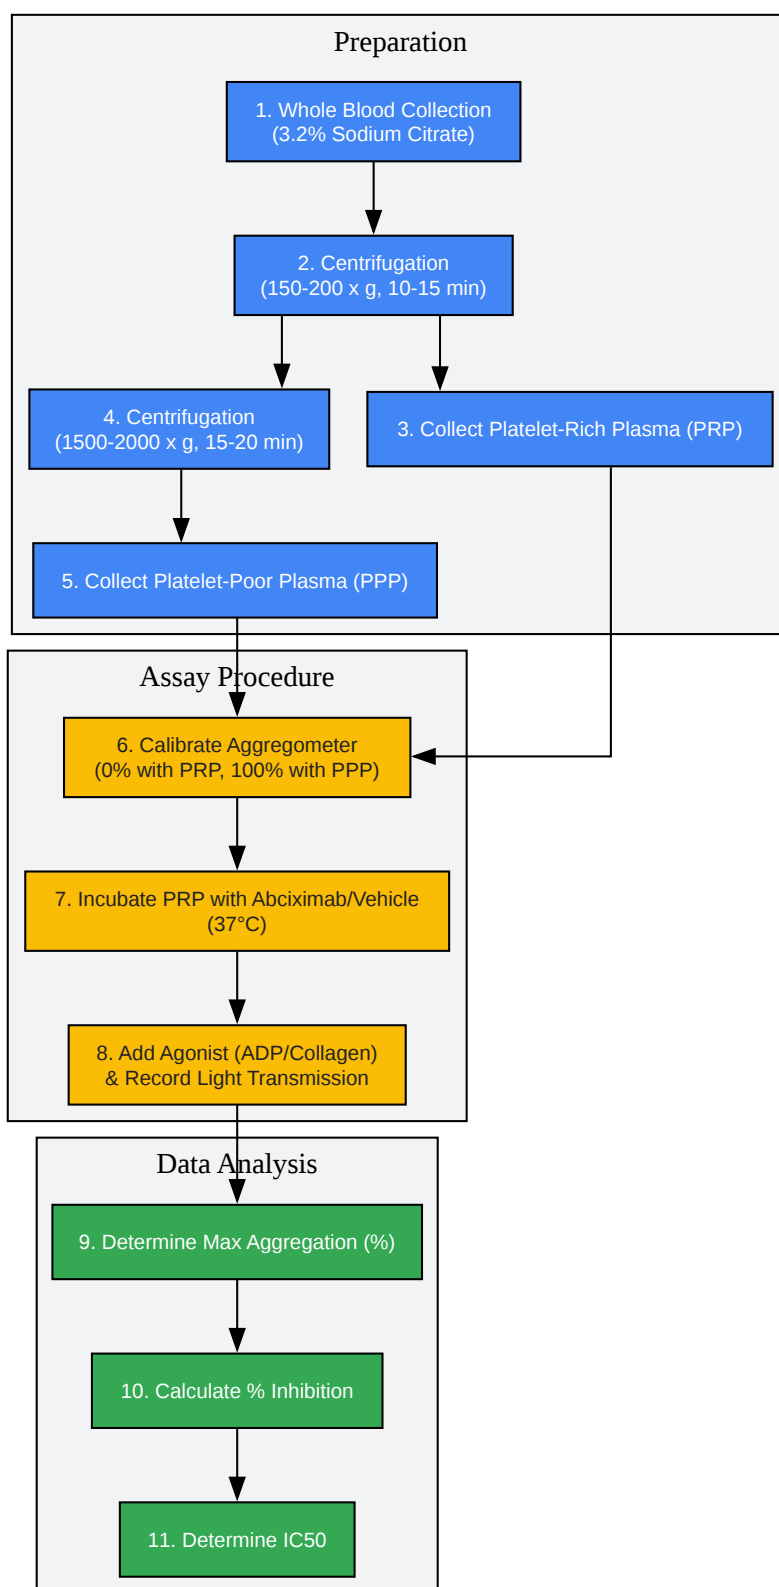 Preparation
1. Whole Blood Collection
(3.2% Sodium Citrate)
2. Centrifugation
(150-200 x g, 10-15 min)
4. Centrifugation
(1500-2000 x g, 15-20 min)
3. Collect Platelet-Rich Plasma (PRP)
5. Collect Platelet-Poor Plasma (PPP)
Assay Procedure
6. Calibrate Aggregometer
(0% with PRP, 100% with PPP)
7. Incubate PRP with Abciximab/Vehicle
(37°C)
8. Add Agonist (ADP/Collagen)
& Record Light Transmission
Data Analysis
9. Determine Max Aggregation (%)
10. Calculate % Inhibition
11. Determine IC50